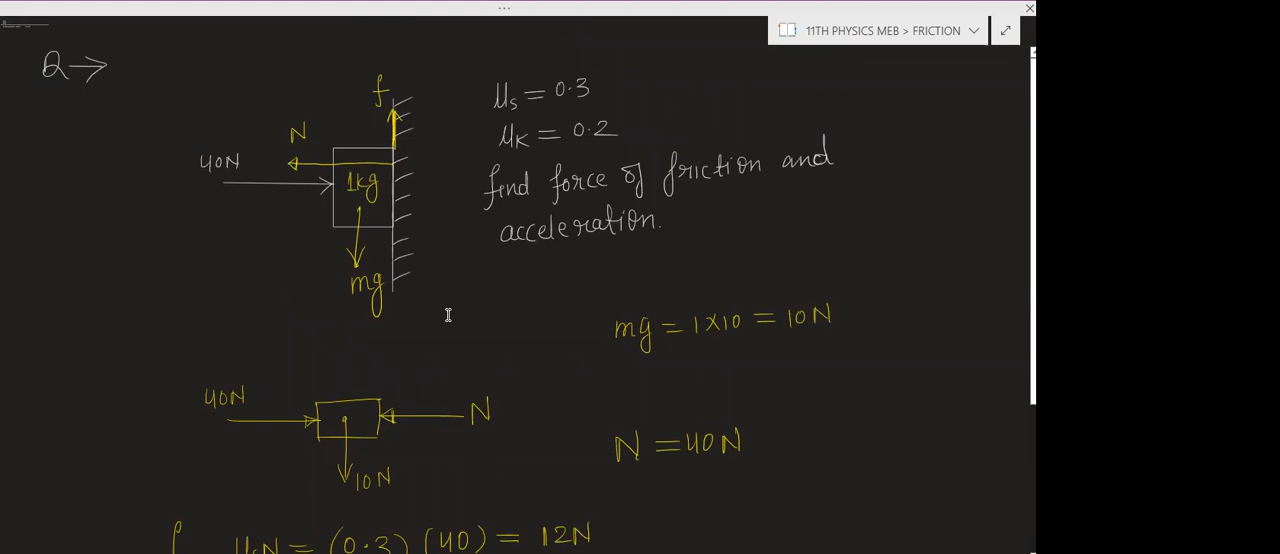 11TH PHYSICS MEB > FRICTION
Q →
f
N
40N
1kg
mg
μs = 0.3
μK = 0.2
find force of friction and
acceleration.
mg = 1×10 = 10N
40N
N
10N
N = 40N
f
μsN = (0.3) (40) = 12N